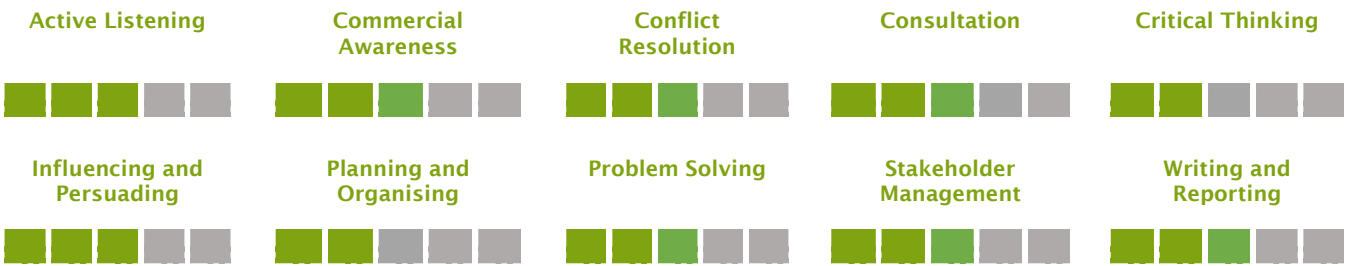 Active Listening
Commercial
Awareness
Conflict
Resolution
Consultation
Critical Thinking
Influencing and
Persuading
Planning and
Organising
Problem Solving
Stakeholder
Management
Writing and
Reporting